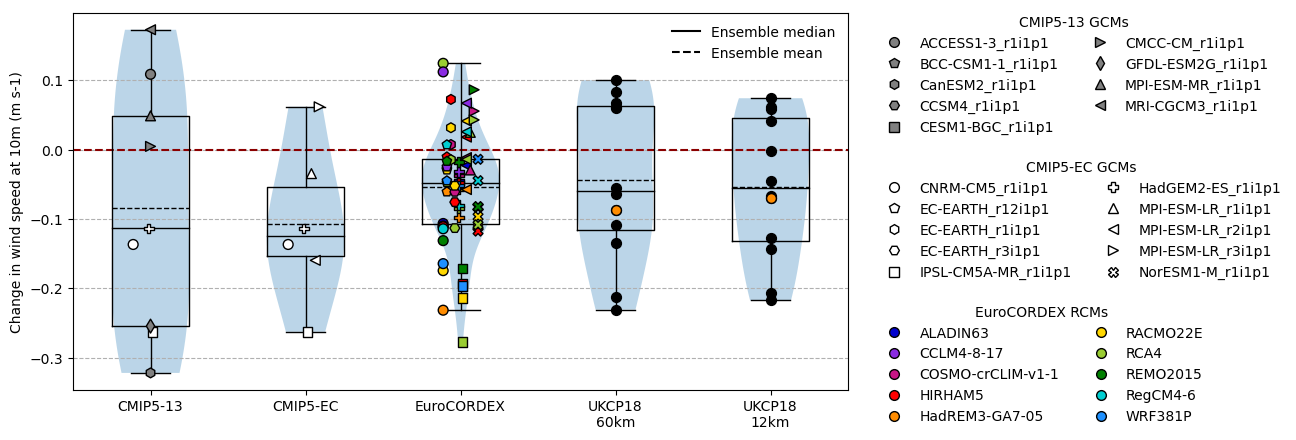 Change in wind speed at 10m (m s-1)
0.1
0.0
−0.1
−0.2
−0.3
Ensemble median
Ensemble mean
CMIP5-13
CMIP5-EC
EuroCORDEX
UKCP18
60km
UKCP18
12km
CMIP5-13 GCMs
ACCESS1-3_r1i1p1
BCC-CSM1-1_r1i1p1
CanESM2_r1i1p1
CCSM4_r1i1p1
CESM1-BGC_r1i1p1
CMCC-CM_r1i1p1
GFDL-ESM2G_r1i1p1
MPI-ESM-MR_r1i1p1
MRI-CGCM3_r1i1p1
CMIP5-EC GCMs
CNRM-CM5_r1i1p1
EC-EARTH_r12i1p1
EC-EARTH_r1i1p1
EC-EARTH_r3i1p1
IPSL-CM5A-MR_r1i1p1
HadGEM2-ES_r1i1p1
MPI-ESM-LR_r1i1p1
MPI-ESM-LR_r2i1p1
MPI-ESM-LR_r3i1p1
NorESM1-M_r1i1p1
EuroCORDEX RCMs
ALADIN63
CCLM4-8-17
COSMO-crCLIM-v1-1
HIRHAM5
HadREM3-GA7-05
RACMO22E
RCA4
REMO2015
RegCM4-6
WRF381P